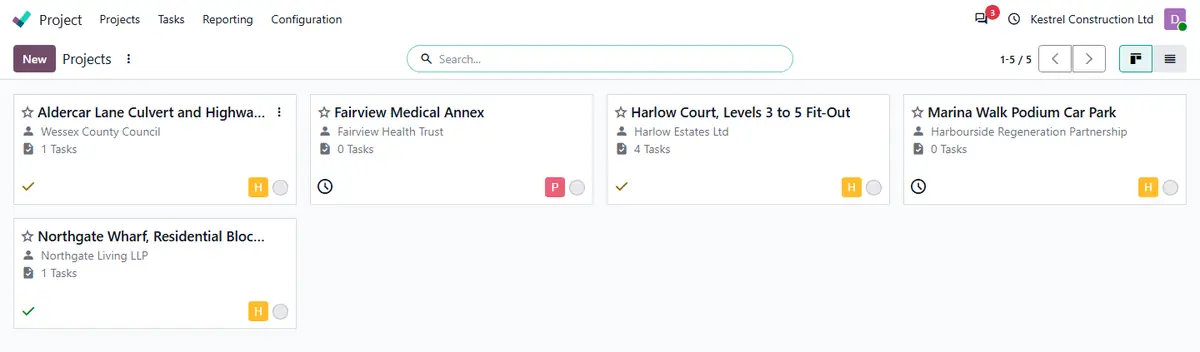 Project Projects Tasks Reporting Configuration 3 Kestrel Construction Ltd D
New Projects Search... 1-5 / 5
Aldercar Lane Culvert and Highwa...
Wessex County Council
1 Tasks
H
Fairview Medical Annex
Fairview Health Trust
0 Tasks
P
Harlow Court, Levels 3 to 5 Fit-Out
Harlow Estates Ltd
4 Tasks
H
Marina Walk Podium Car Park
Harbourside Regeneration Partnership
0 Tasks
H
Northgate Wharf, Residential Bloc...
Northgate Living LLP
1 Tasks
H